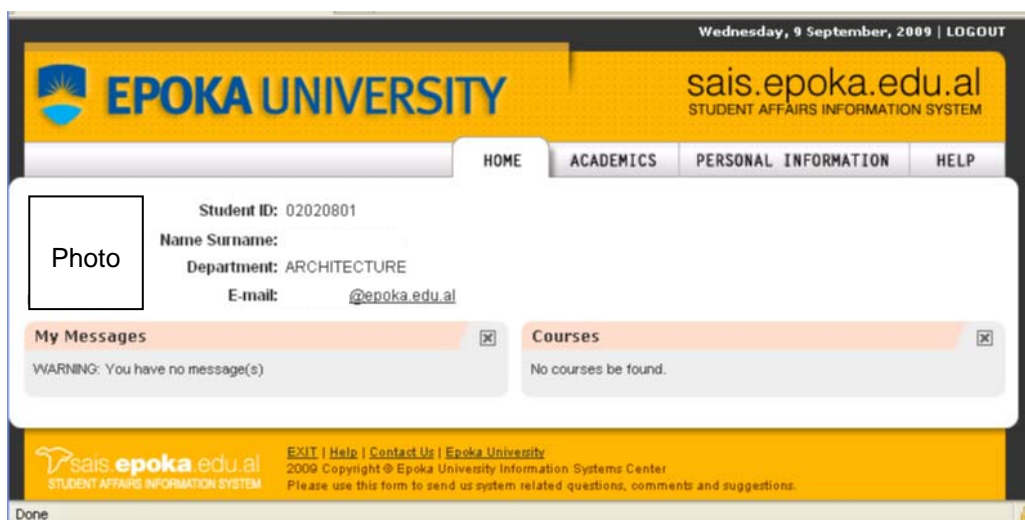 Wednesday, 9 September, 2009 | LOGOUT
EPOKA UNIVERSITY
sais.epoka.edu.al
STUDENT AFFAIRS INFORMATION SYSTEM
HOME ACADEMICS PERSONAL INFORMATION HELP
Photo
Student ID: 02020801
Name Surname:
Department: ARCHITECTURE
E-mail: @epoka.edu.al
My Messages
WARNING: You have no message(s)
Courses
No courses be found.
sais.epoka.edu.al
STUDENT AFFAIRS INFORMATION SYSTEM
EXIT | Help | Contact Us | Epoka University
2009 Copyright © Epoka University Information Systems Center
Please use this form to send us system related questions, comments and suggestions.
Done